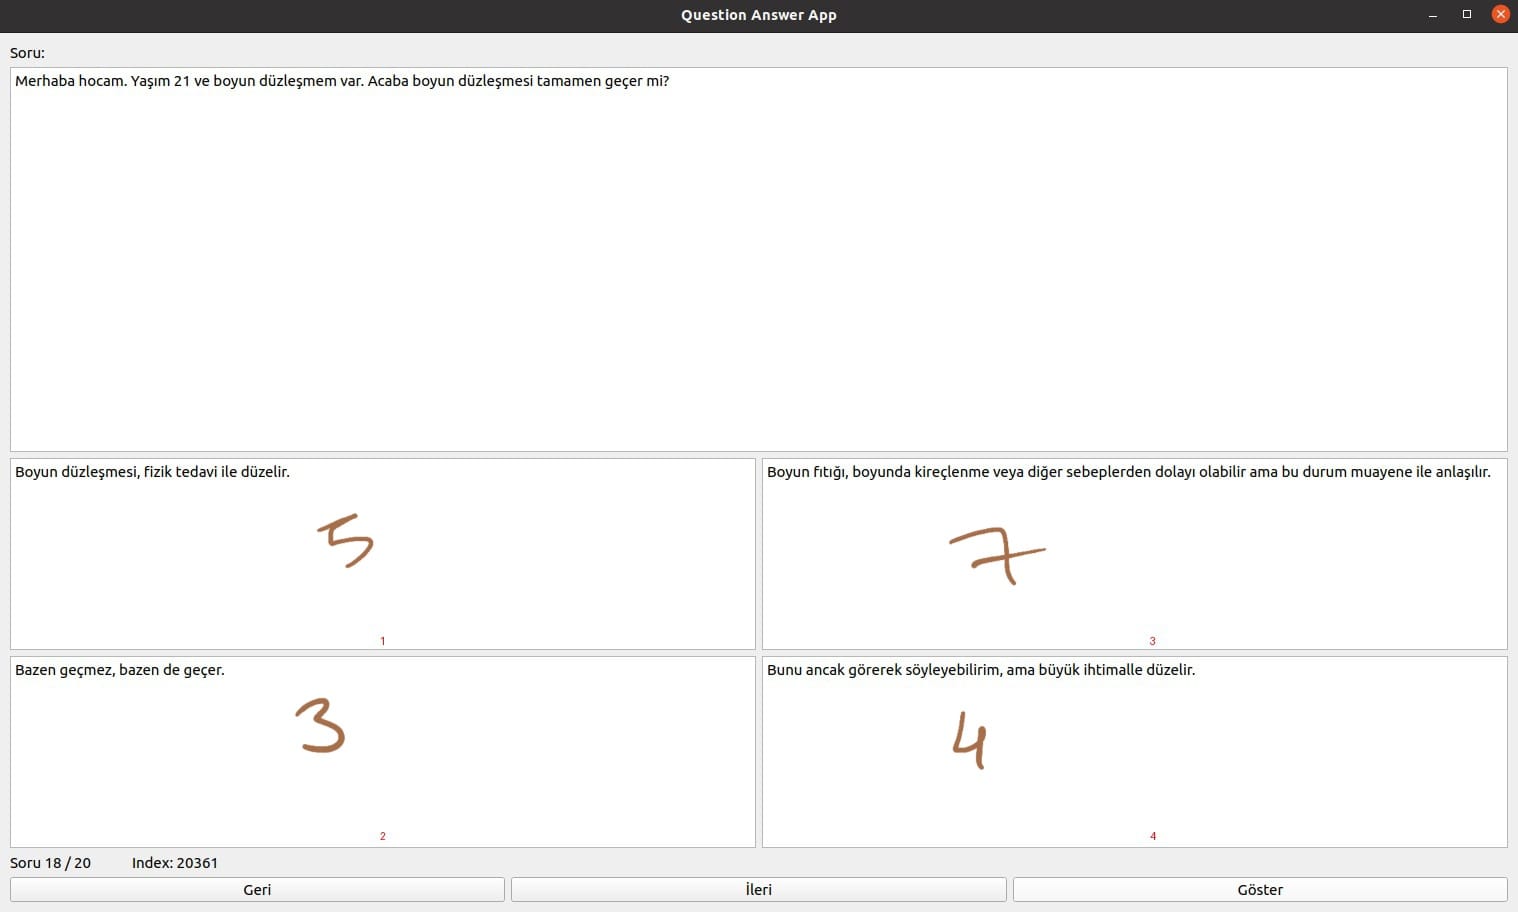 Question Answer App
Soru:
Merhaba hocam. Yaşım 21 ve boyun düzleşmem var. Acaba boyun düzleşmesi tamamen geçer mi?
Boyun düzleşmesi, fizik tedavi ile düzelir.
5
1
Boyun fıtığı, boyunda kireçlenme veya diğer sebeplerden dolayı olabilir ama bu durum muayene ile anlaşılır.
7
3
Bazen geçmez, bazen de geçer.
3
2
Bunu ancak görerek söyleyebilirim, ama büyük ihtimalle düzelir.
4
4
Soru 18 / 20 Index: 20361
Geri İleri Göster